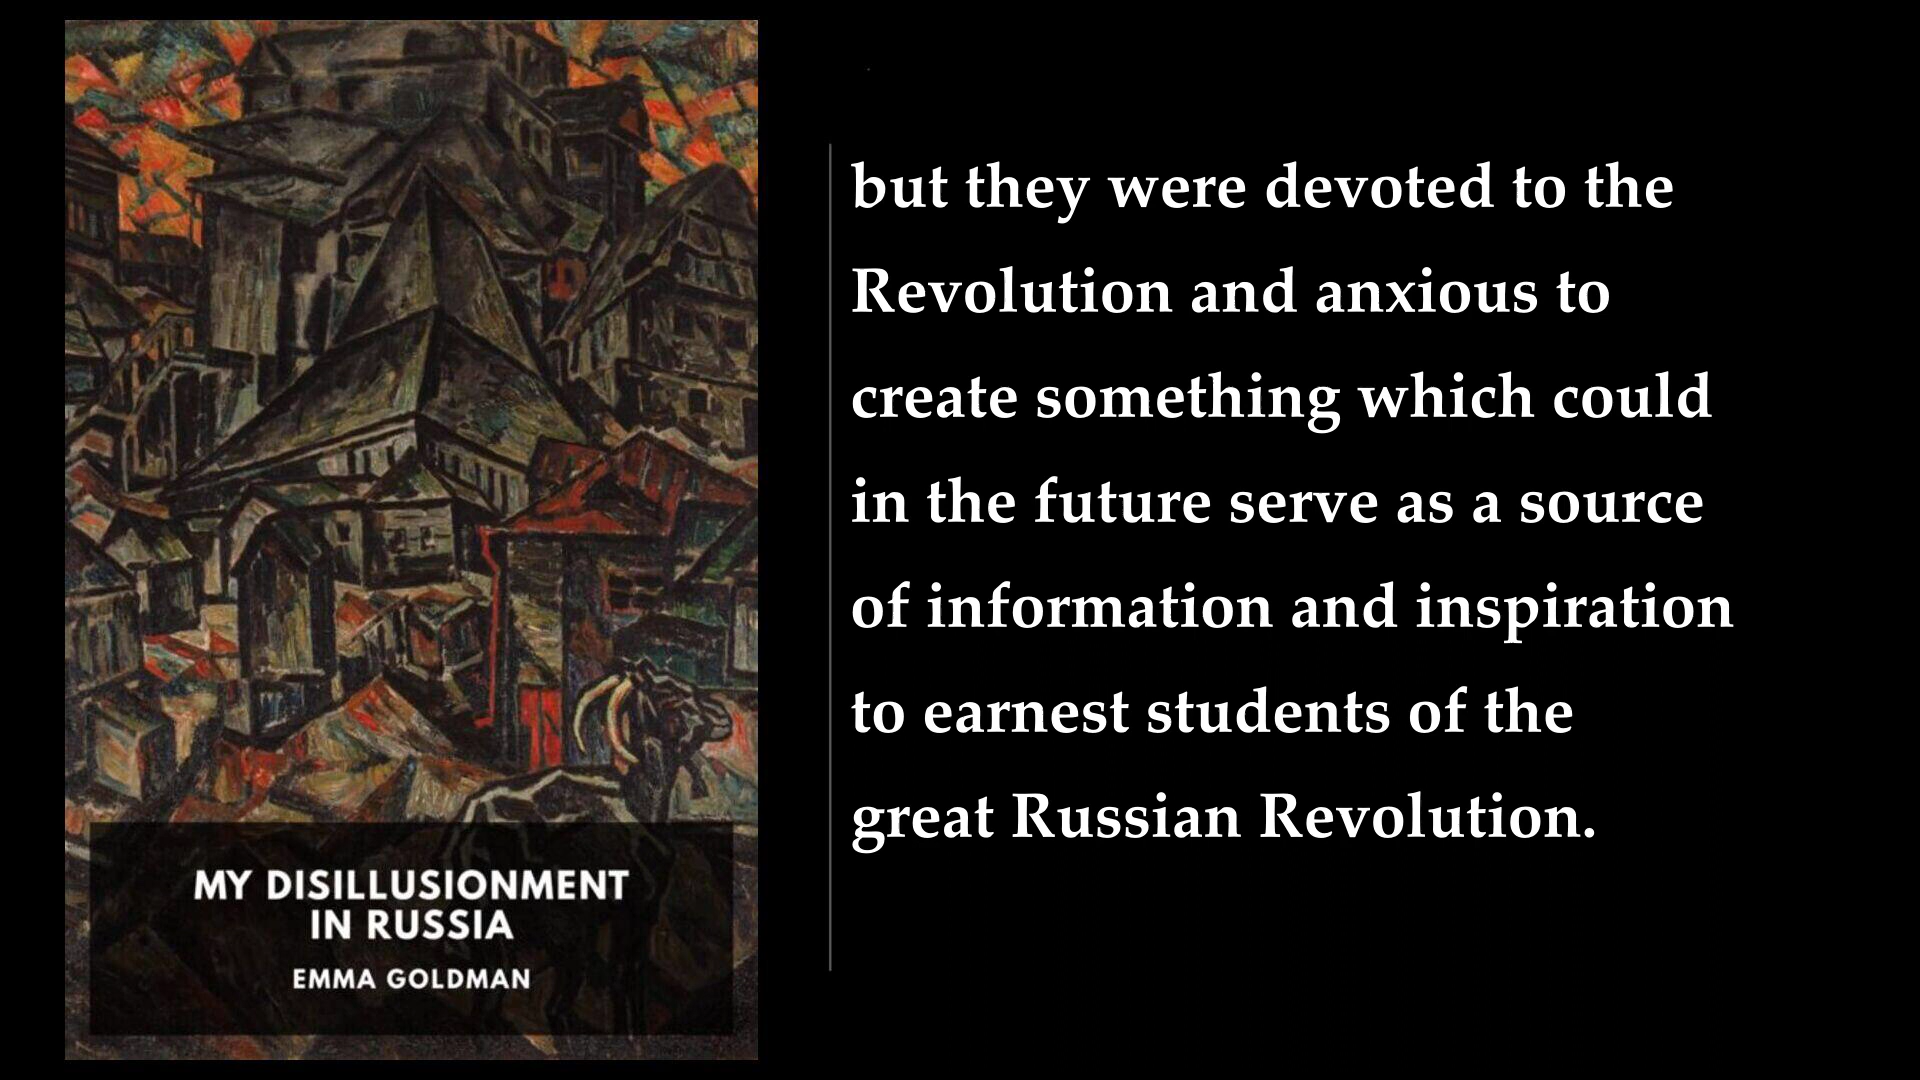 but they were devoted to the
Revolution and anxious to
create something which could
in the future serve as a source
of information and inspiration
to earnest students of the
great Russian Revolution.
MY DISILLUSIONMENT
IN RUSSIA
EMMA GOLDMAN